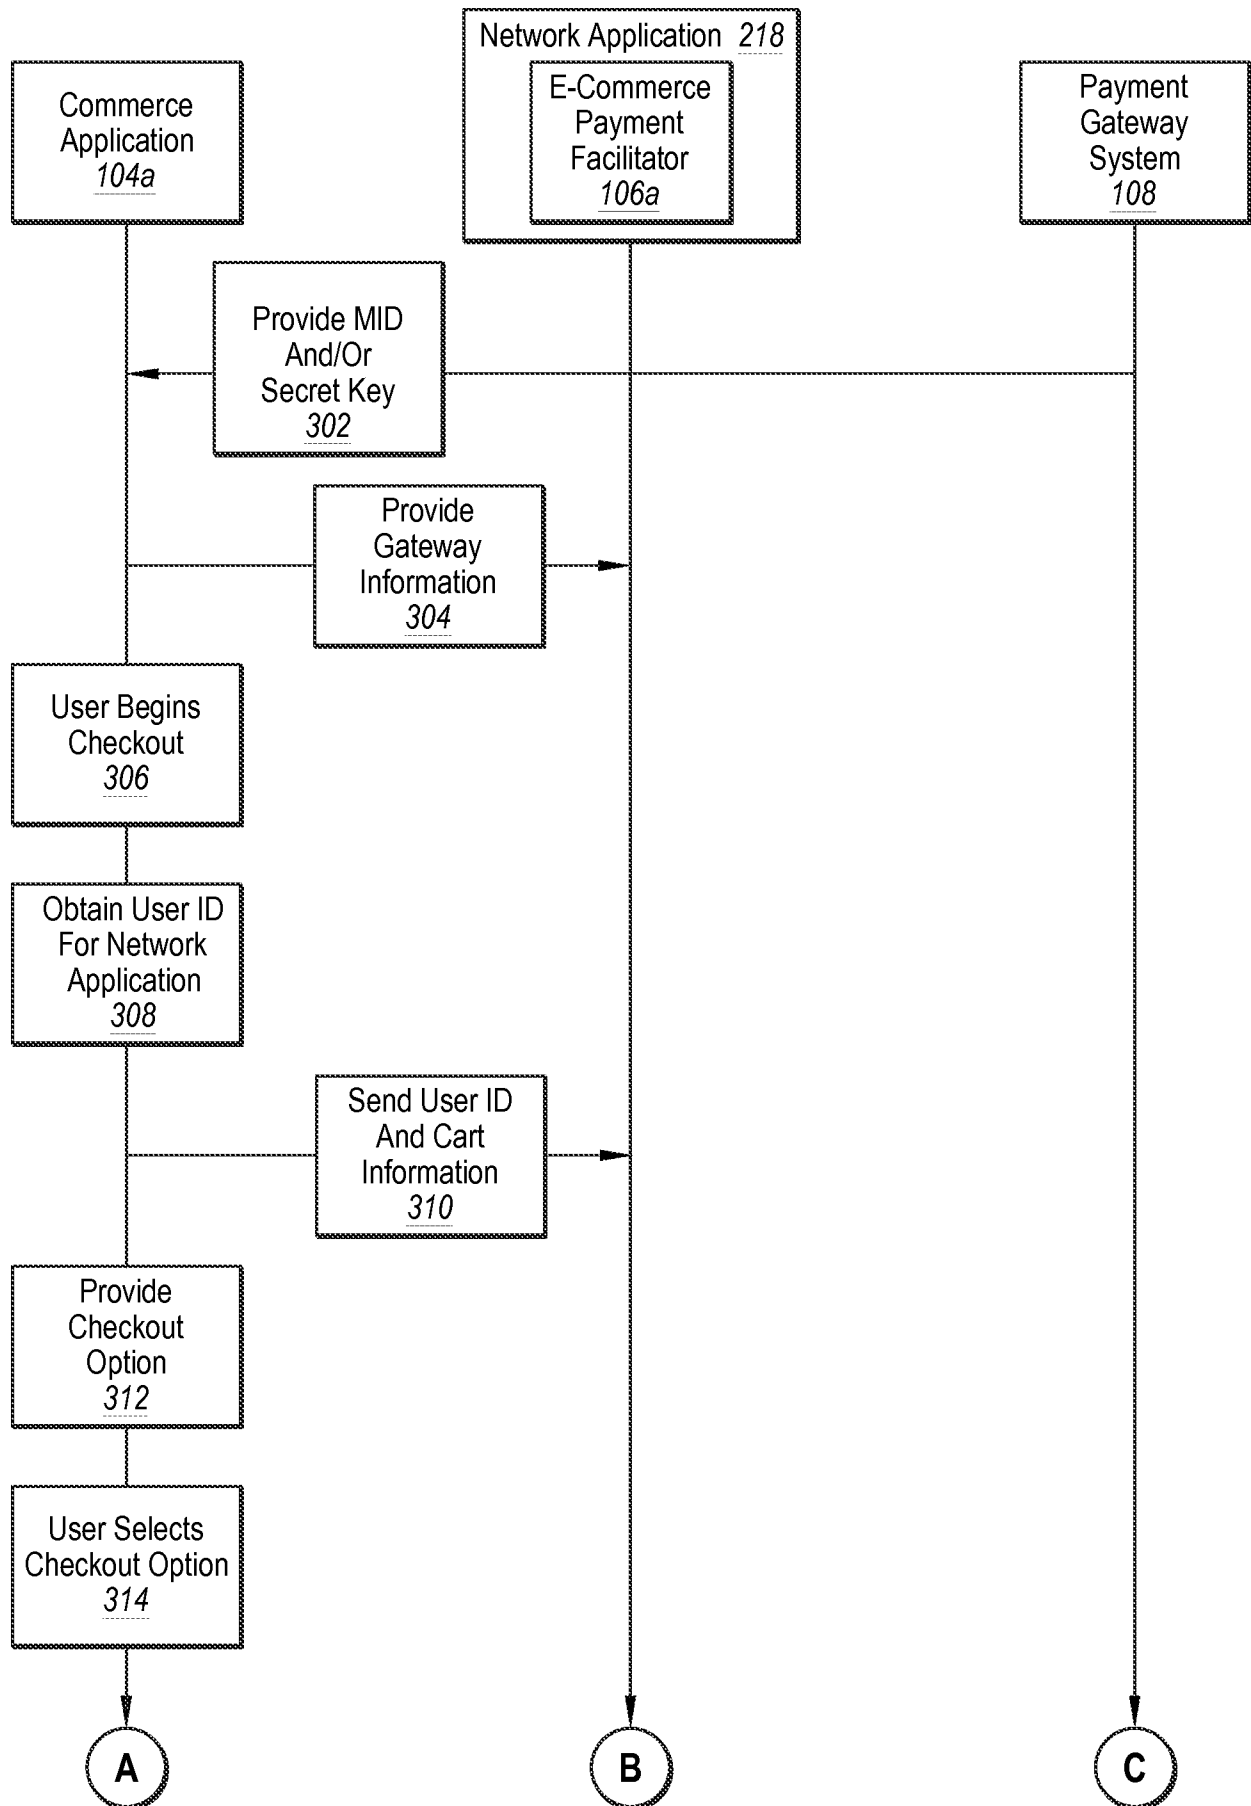 Network Application 218
Commerce
Application
104a
E-Commerce
Payment
Facilitator
106a
Payment
Gateway
System
108
Provide MID
And/Or
Secret Key
302
Provide
Gateway
Information
304
User Begins
Checkout
306
Obtain User ID
For Network
Application
308
Send User ID
And Cart
Information
310
Provide
Checkout
Option
312
User Selects
Checkout Option
314
A
B
C